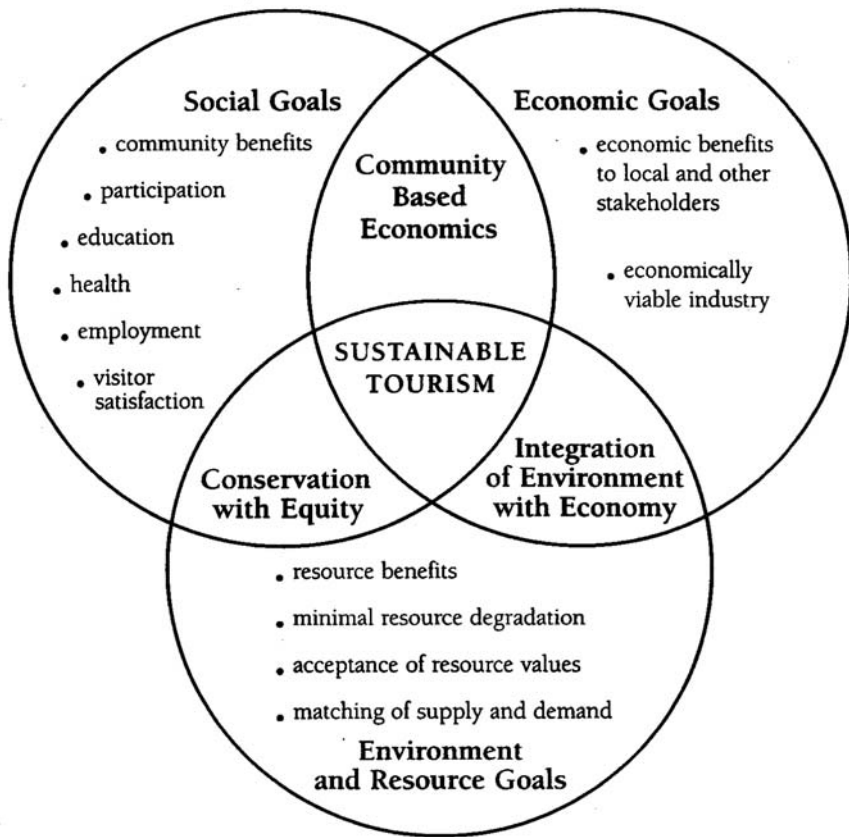 Social Goals
• community benefits
• participation
• education
• health
• employment
• visitor
satisfaction
Economic Goals
• economic benefits
to local and other
stakeholders
• economically
viable industry
Community
Based
Economics
SUSTAINABLE
TOURISM
Conservation
with Equity
Integration
of Environment
with Economy
• resource benefits
• minimal resource degradation
• acceptance of resource values
• matching of supply and demand
Environment
and Resource Goals